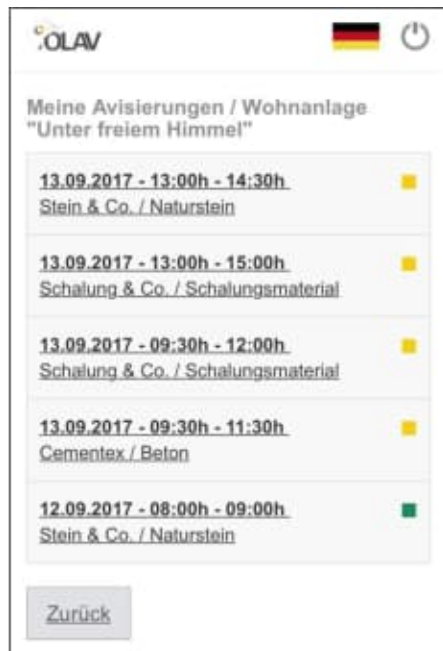 OLAV
Meine Avisierungen / Wohnanlage
"Unter freiem Himmel"
13.09.2017 - 13:00h - 14:30h
Stein & Co. / Naturstein
13.09.2017 - 13:00h - 15:00h
Schalung & Co. / Schalungsmaterial
13.09.2017 - 09:30h - 12:00h
Schalung & Co. / Schalungsmaterial
13.09.2017 - 09:30h - 11:30h
Cementex / Beton
12.09.2017 - 08:00h - 09:00h
Stein & Co. / Naturstein
Zurück